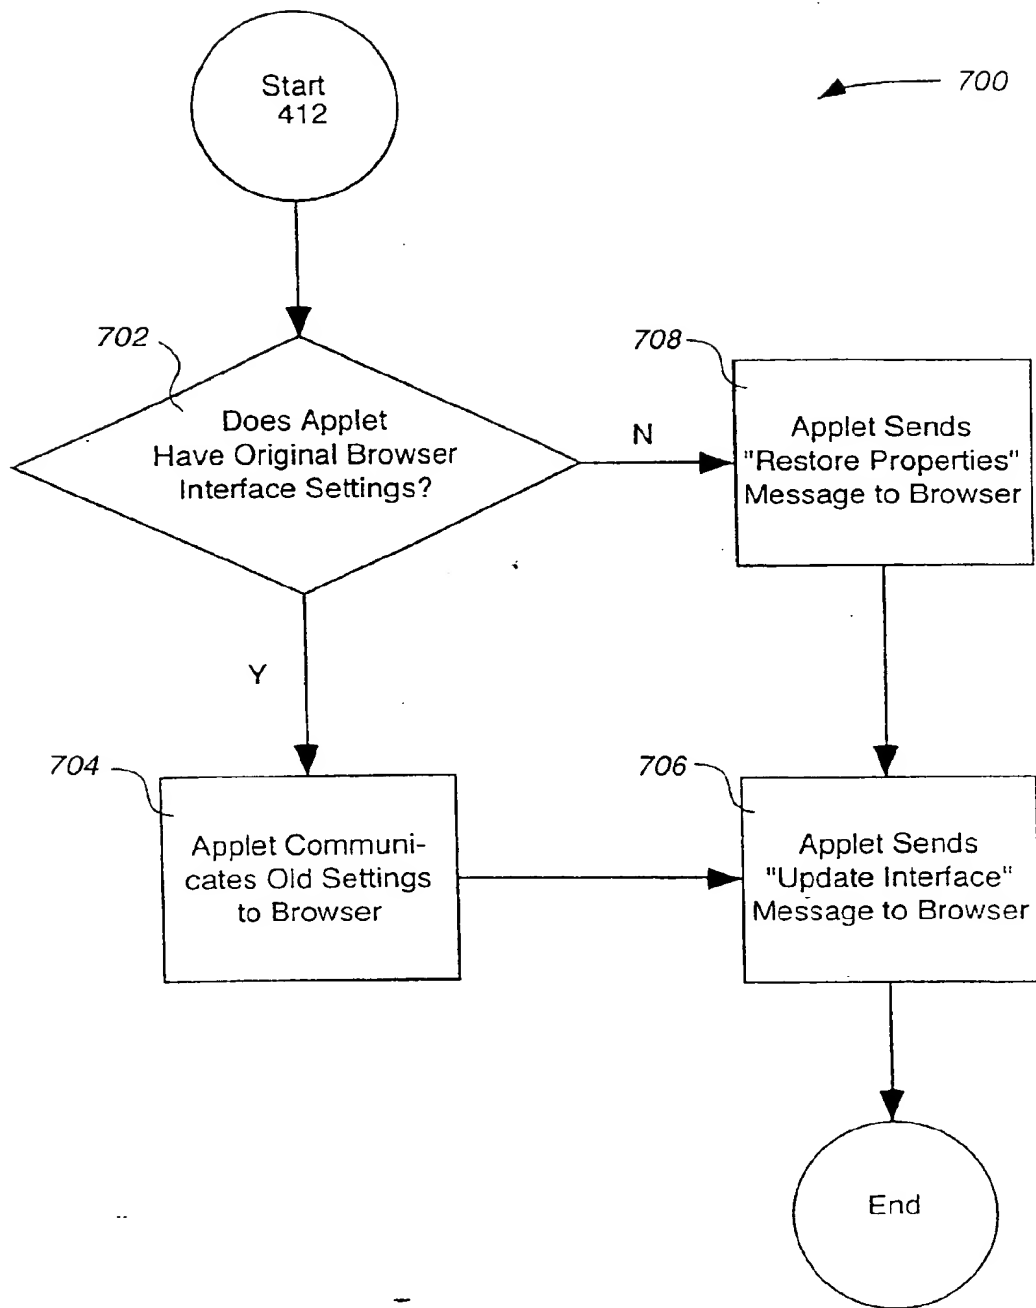 Start
412
700
702
Does Applet
Have Original Browser
Interface Settings?
N
708
Applet Sends
"Restore Properties"
Message to Browser
Y
704
Applet Communi-
cates Old Settings
to Browser
706
Applet Sends
"Update Interface"
Message to Browser
End